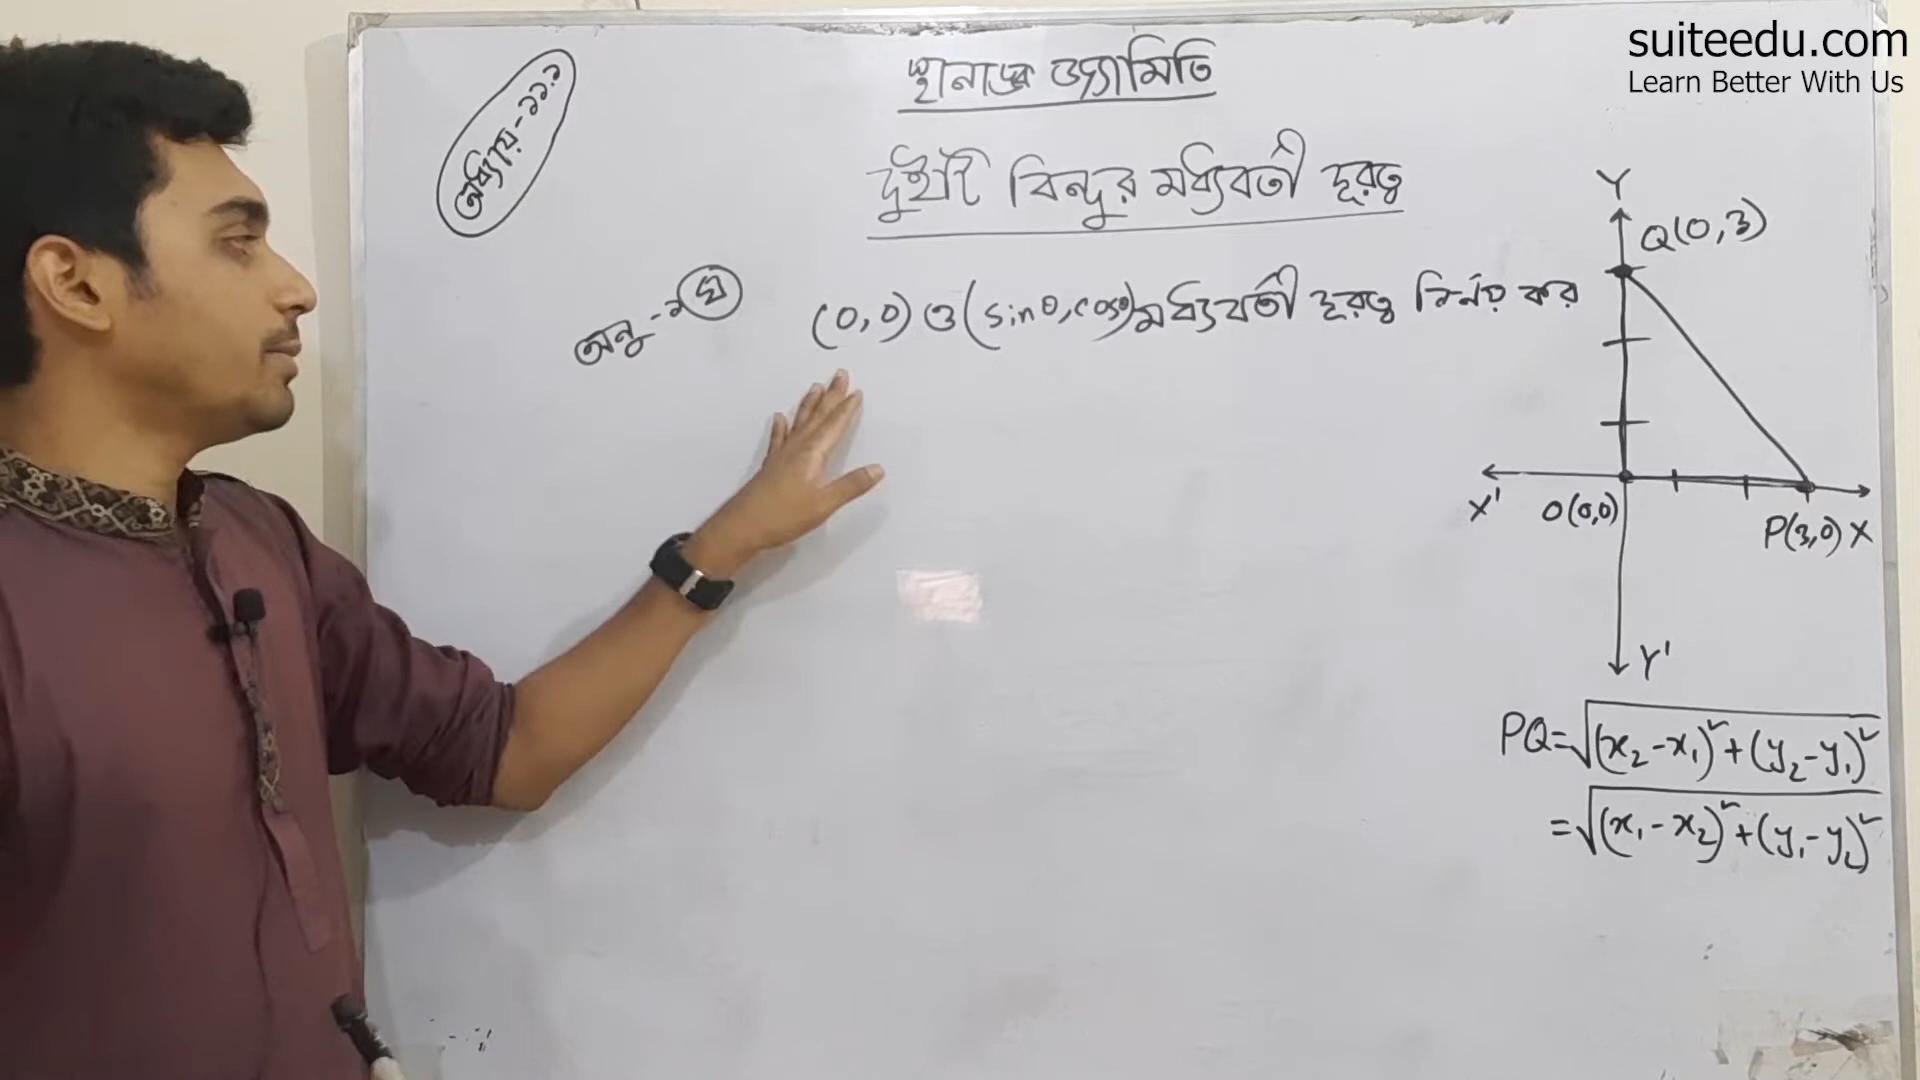 suiteedu.com
Learn Better With Us
অধ্যায়-১১.২
স্থানাঙ্ক জ্যামিতি
দুইটি বিন্দুর মধ্যবর্তী দূরত্ব
অনু-১ ঘ
(0,0) ও (sinθ, cosθ) মধ্যবর্তী দূরত্ব নির্ণয় কর
Y
Q(0,3)
X' O(0,0) P(3,0) X
Y'
PQ=√(x₂-x₁)²+(y₂-y₁)²
=√(x₁-x₂)²+(y₁-y₂)²